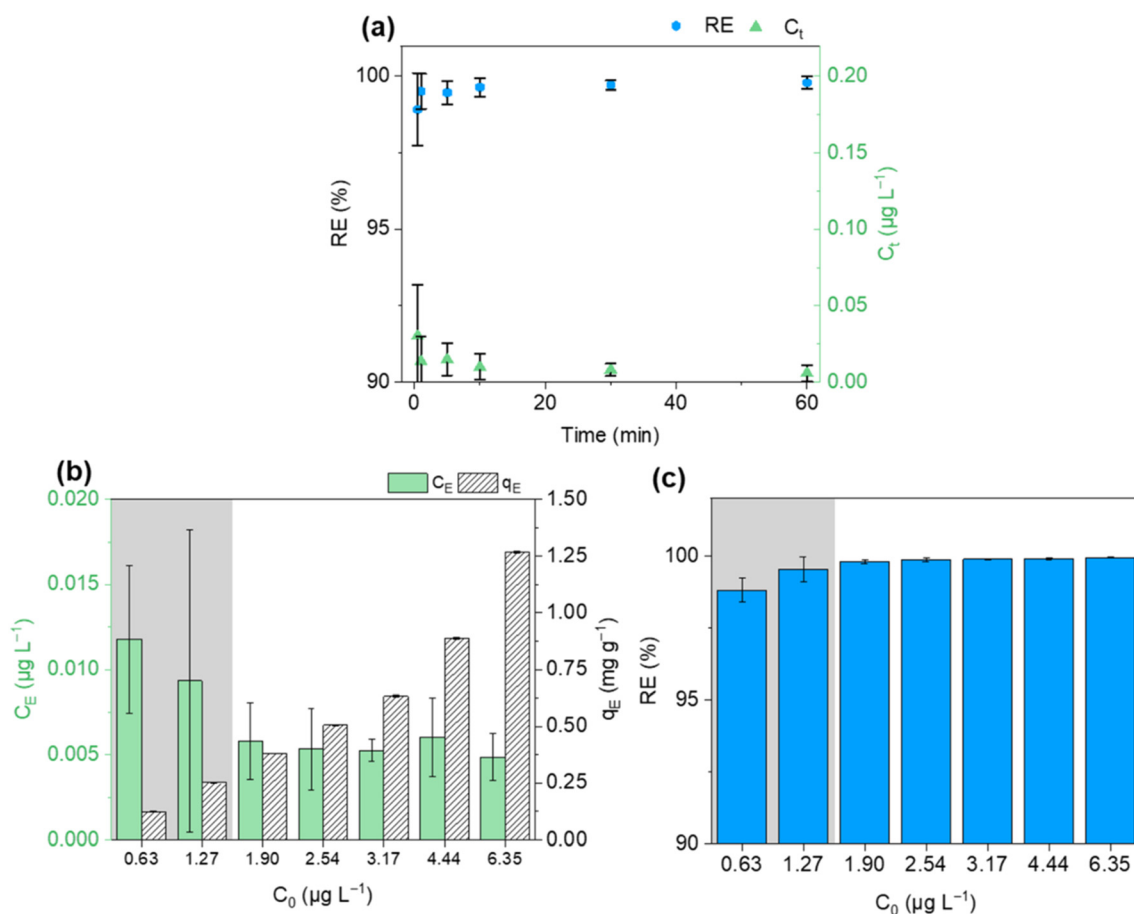 (a)
RE
Cₜ
100
95
90
RE (%)
0.20
0.15
0.10
0.05
0.00
Cₜ (µg L⁻¹)
0
20
40
60
Time (min)
(b)
C_E
q_E
0.020
0.015
0.010
0.005
0.000
C_E (µg L⁻¹)
1.50
1.25
1.00
0.75
0.50
0.25
0.00
q_E (mg g⁻¹)
0.63 1.27 1.90 2.54 3.17 4.44 6.35
C₀ (µg L⁻¹)
(c)
100
95
90
RE (%)
0.63 1.27 1.90 2.54 3.17 4.44 6.35
C₀ (µg L⁻¹)